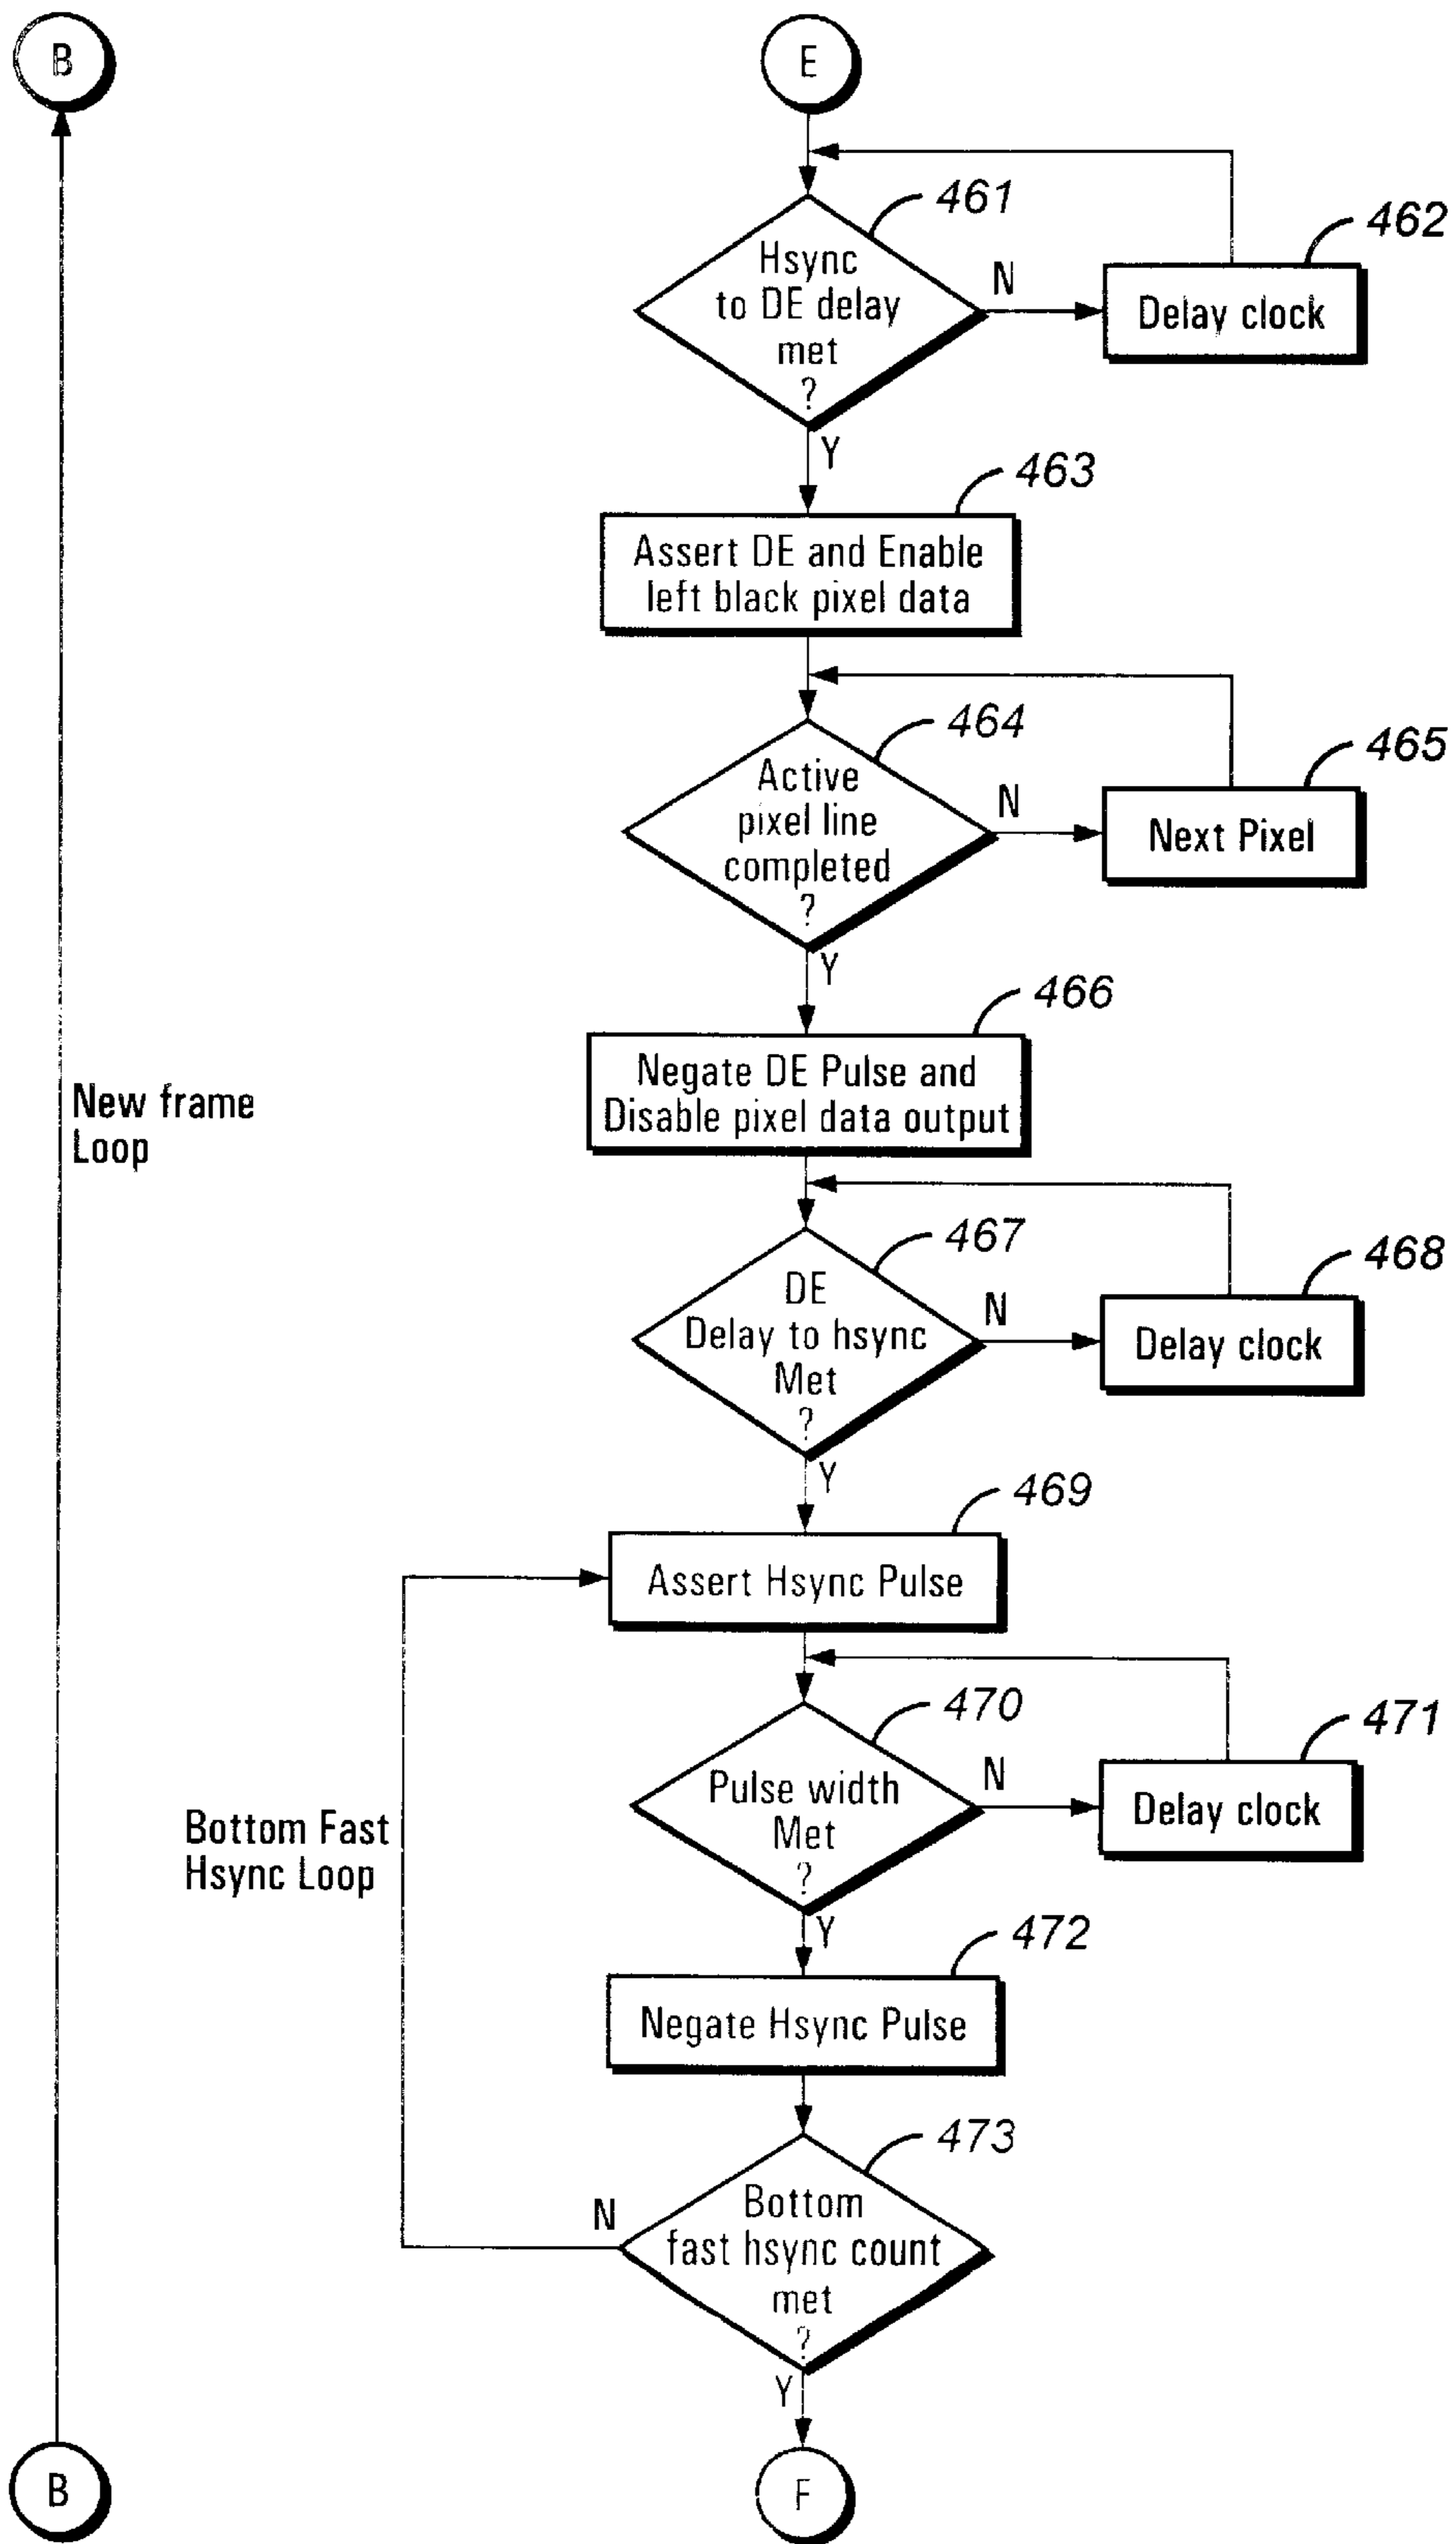 B
E
461
462
Hsync
to DE delay
met
?
N
Delay clock
Y
463
Assert DE and Enable
left black pixel data
464
465
Active
pixel line
completed
?
N
Next Pixel
Y
466
Negate DE Pulse and
Disable pixel data output
New frame
Loop
467
468
DE
Delay to hsync
Met
?
N
Delay clock
Y
469
Assert Hsync Pulse
470
471
Pulse width
Met
?
N
Delay clock
Y
Bottom Fast
Hsync Loop
472
Negate Hsync Pulse
473
Bottom
fast hsync count
met
?
N
Y
B
F